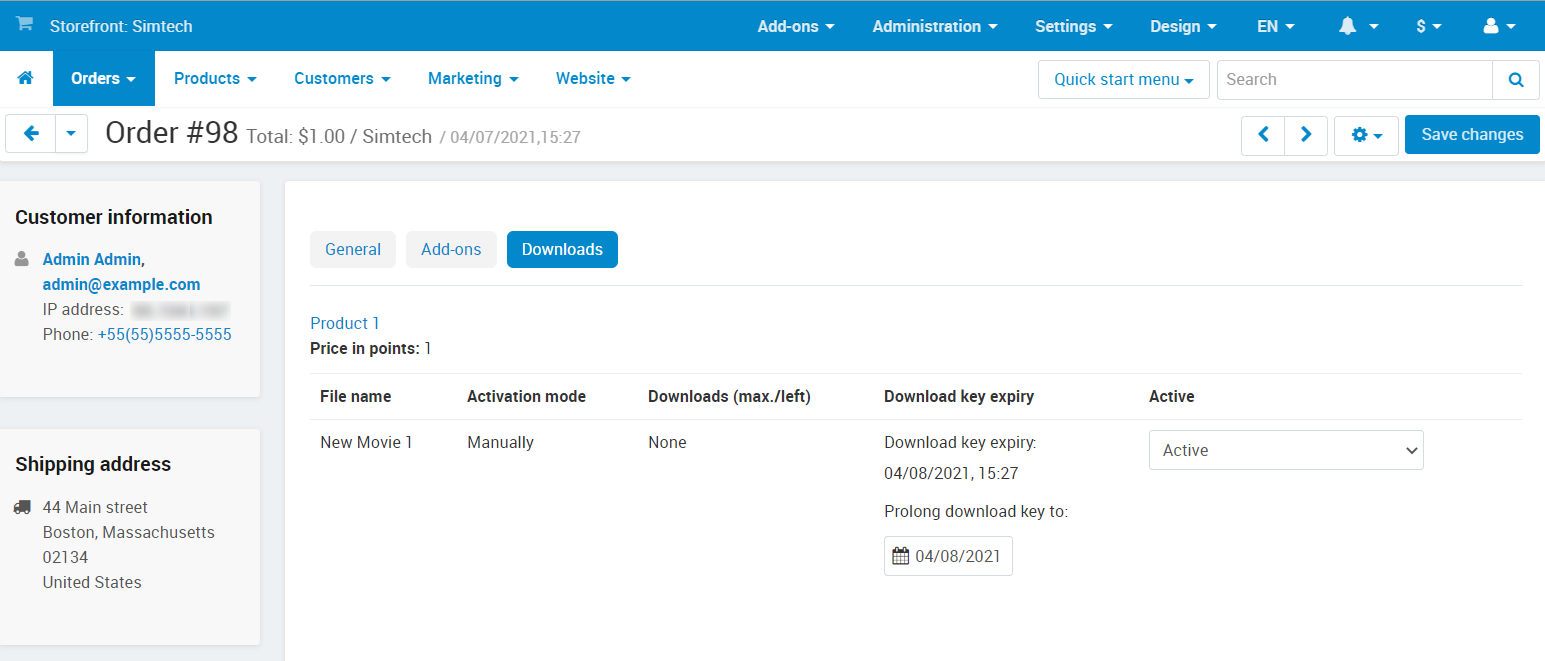 Storefront: Simtech Add-ons Administration Settings Design EN $
Orders Products Customers Marketing Website Quick start menu Search
Order #98 Total: $1.00 / Simtech / 04/07/2021,15:27 Save changes
Customer information
Admin Admin,
admin@example.com
IP address:
Phone: +55(55)5555-5555
Shipping address
44 Main street
Boston, Massachusetts
02134
United States
General Add-ons Downloads
Product 1
Price in points: 1
File name Activation mode Downloads (max./left) Download key expiry Active
New Movie 1 Manually None Download key expiry: Active
04/08/2021, 15:27
Prolong download key to:
04/08/2021